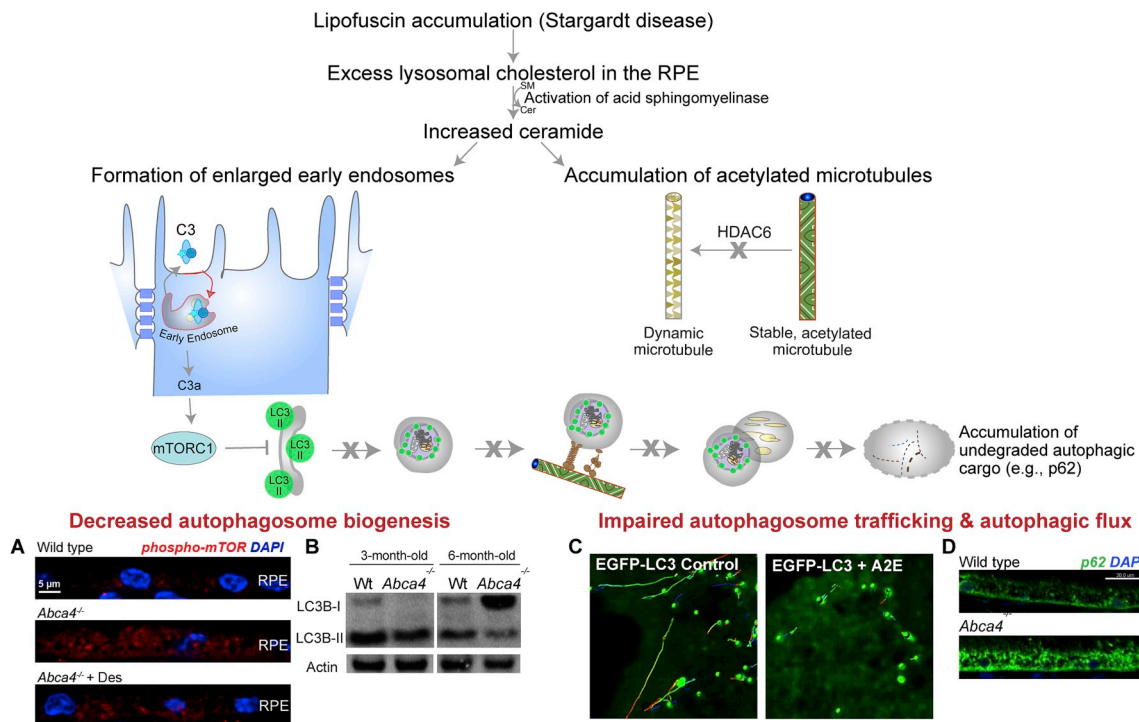 Lipofuscin accumulation (Stargardt disease)
Excess lysosomal cholesterol in the RPE
SM
Activation of acid sphingomyelinase
Cer
Increased ceramide
Formation of enlarged early endosomes
Accumulation of acetylated microtubules
C3
HDAC6
Early Endosome
Dynamic
microtubule
Stable, acetylated
microtubule
C3a
mTORC1
LC3
II
LC3
II
LC3
II
Accumulation of
undegraded autophagic
cargo (e.g., p62)
Decreased autophagosome biogenesis
Impaired autophagosome trafficking & autophagic flux
A
Wild type
phospho-mTOR DAPI
5 µm
RPE
Abca4-/-
RPE
Abca4-/- + Des
RPE
B
3-month-old
6-month-old
Wt Abca4-/-
Wt Abca4-/-
LC3B-I
LC3B-II
Actin
C
EGFP-LC3 Control
EGFP-LC3 + A2E
D
Wild type
p62 DAP
20.0 µm
Abca4